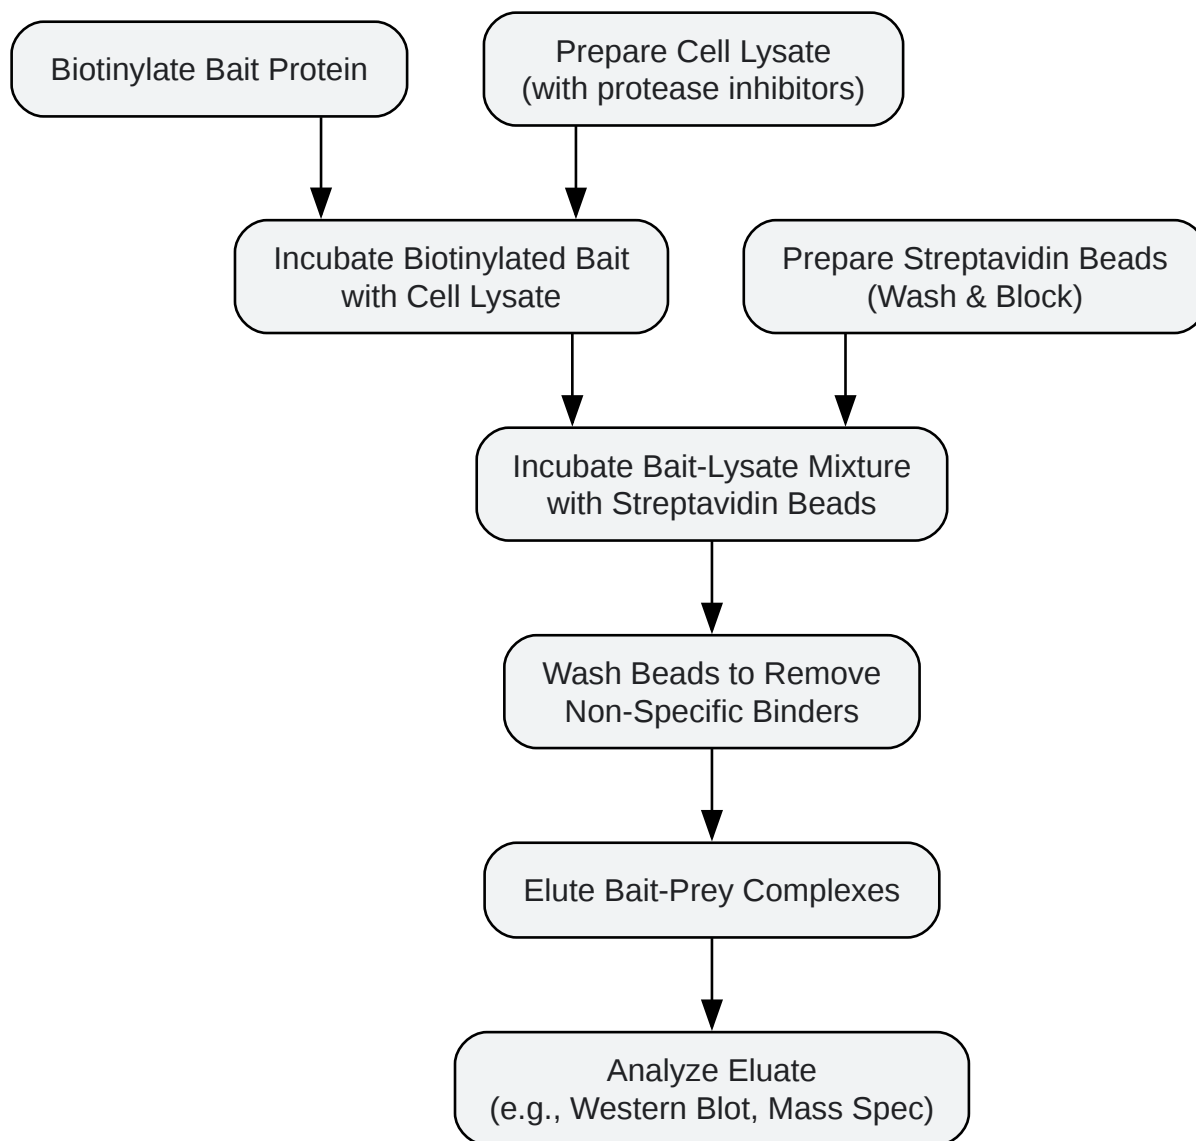 Biotinylate Bait Protein
Prepare Cell Lysate
(with protease inhibitors)
Incubate Biotinylated Bait
with Cell Lysate
Prepare Streptavidin Beads
(Wash & Block)
Incubate Bait-Lysate Mixture
with Streptavidin Beads
Wash Beads to Remove
Non-Specific Binders
Elute Bait-Prey Complexes
Analyze Eluate
(e.g., Western Blot, Mass Spec)